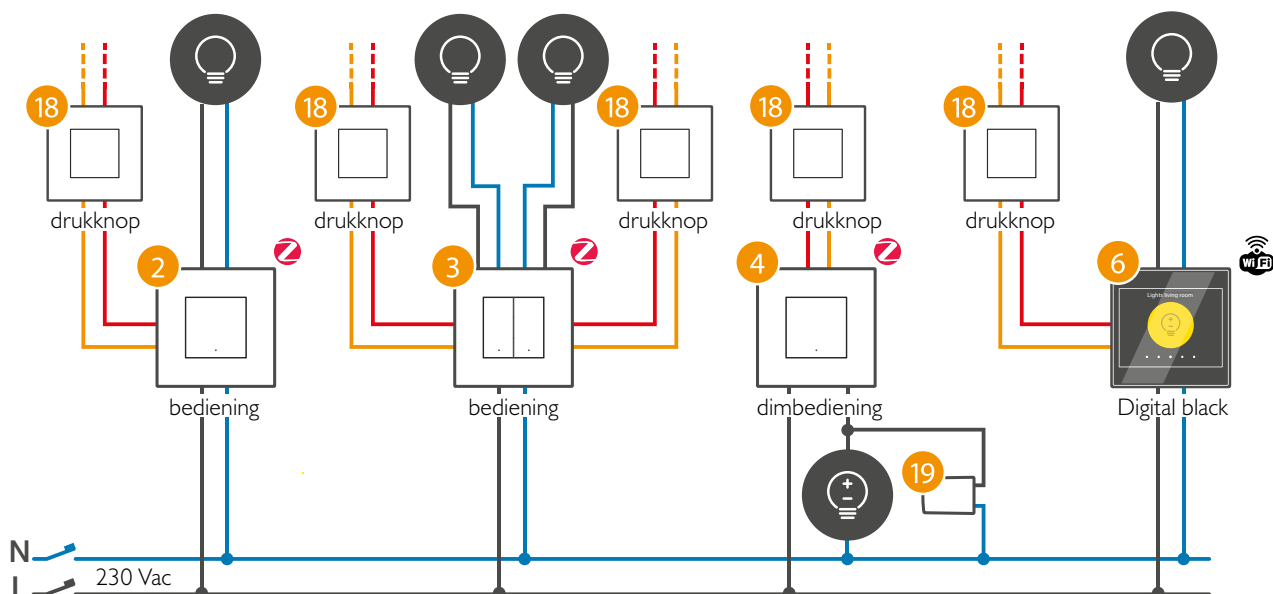 18
18
18
18
18
drukknop
drukknop
drukknop
drukknop
drukknop
2
Z
3
Z
4
Z
6
WiFi
Lights living room
bediening
bediening
dimbediening
Digital black
19
N
230 Vac
L